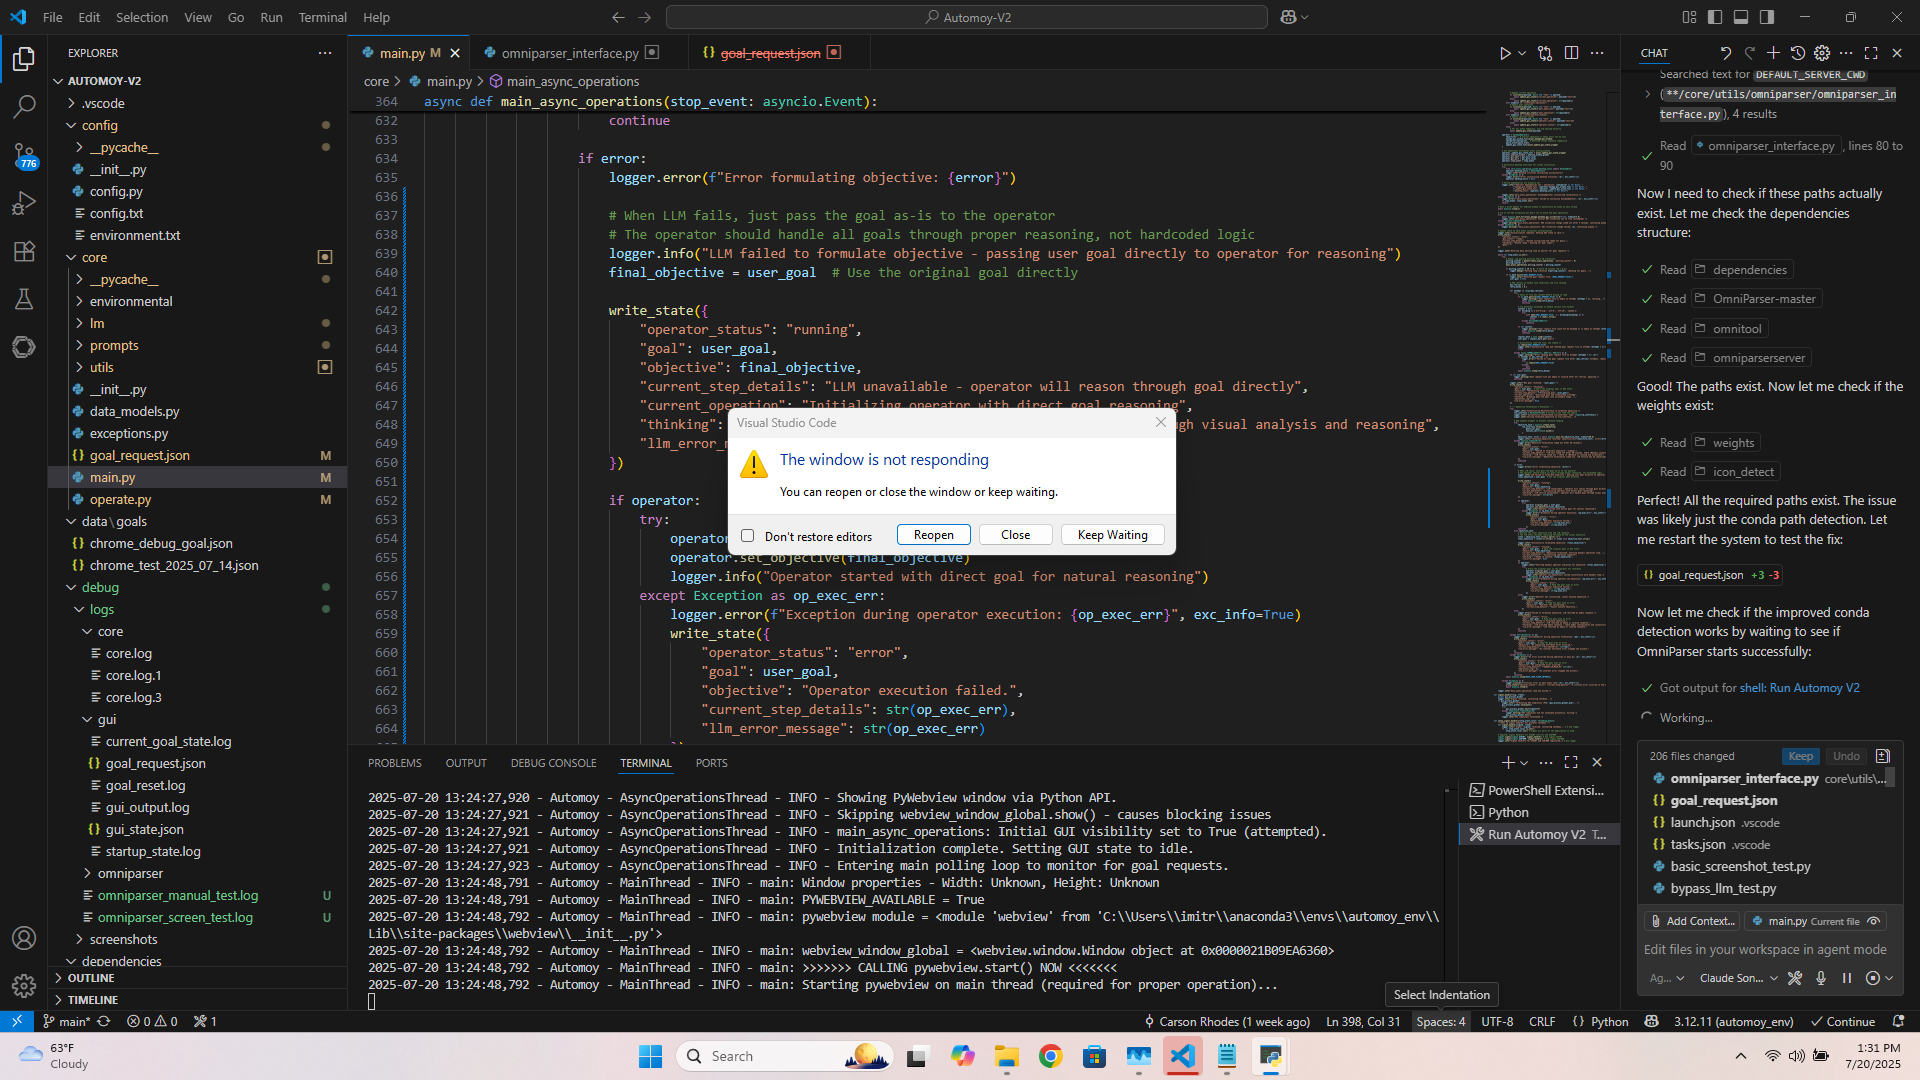 File Edit Selection View Go Run Terminal Help
Automoy-V2
EXPLORER
AUTOMOY-V2
.vscode
config
__pycache__
__init__.py
config.py
config.txt
environment.txt
core
__pycache__
environmental
lm
prompts
utils
__init__.py
data_models.py
exceptions.py
goal_request.json M
main.py M
operate.py M
data\goals
chrome_debug_goal.json
chrome_test_2025_07_14.json
debug
logs
core
core.log
core.log.1
core.log.3
gui
current_goal_state.log
goal_request.json
goal_reset.log
gui_output.log
gui_state.json
startup_state.log
omniparser
omniparser_manual_test.log U
omniparser_screen_test.log U
screenshots
dependencies
OUTLINE
TIMELINE
776
main.py M
omniparser_interface.py
goal_request.json
core > main.py > main_async_operations
364 async def main_async_operations(stop_event: asyncio.Event):
632 continue
633
634 if error:
635 logger.error(f"Error formulating objective: {error}")
636
637 # When LLM fails, just pass the goal as-is to the operator
638 # The operator should handle all goals through proper reasoning, not hardcoded logic
639 logger.info("LLM failed to formulate objective - passing user goal directly to operator for reasoning")
640 final_objective = user_goal # Use the original goal directly
641
642 write_state({
643 "operator_status": "running",
644 "goal": user_goal,
645 "objective": final_objective,
646 "current_step_details": "LLM unavailable - operator will reason through goal directly",
647 "current_operation": "Initializing operator with direct goal reasoning",
648 "thinking": gh visual analysis and reasoning",
649 "llm_error_m
650 })
651
652 if operator:
653 try:
654 operator
655 operator.set_objective(final_objective)
656 logger.info("Operator started with direct goal for natural reasoning")
657 except Exception as op_exec_err:
658 logger.error(f"Exception during operator execution: {op_exec_err}", exc_info=True)
659 write_state({
660 "operator_status": "error",
661 "goal": user_goal,
662 "objective": "Operator execution failed.",
663 "current_step_details": str(op_exec_err),
664 "llm_error_message": str(op_exec_err)
Visual Studio Code
The window is not responding
You can reopen or close the window or keep waiting.
Don't restore editors
Reopen
Close
Keep Waiting
PROBLEMS OUTPUT DEBUG CONSOLE TERMINAL PORTS
2025-07-20 13:24:27,920 - Automoy - AsyncOperationsThread - INFO - Showing PyWebview window via Python API.
2025-07-20 13:24:27,921 - Automoy - AsyncOperationsThread - INFO - Skipping webview_window_global.show() - causes blocking issues
2025-07-20 13:24:27,921 - Automoy - AsyncOperationsThread - INFO - main_async_operations: Initial GUI visibility set to True (attempted).
2025-07-20 13:24:27,921 - Automoy - AsyncOperationsThread - INFO - Initialization complete. Setting GUI state to idle.
2025-07-20 13:24:27,923 - Automoy - AsyncOperationsThread - INFO - Entering main polling loop to monitor for goal requests.
2025-07-20 13:24:48,791 - Automoy - MainThread - INFO - main: Window properties - Width: Unknown, Height: Unknown
2025-07-20 13:24:48,791 - Automoy - MainThread - INFO - main: PYWEBVIEW_AVAILABLE = True
2025-07-20 13:24:48,792 - Automoy - MainThread - INFO - main: pywebview module = <module 'webview' from 'C:\\Users\\imitr\\anaconda3\\envs\\automoy_env\\
Lib\\site-packages\\webview\\__init__.py'>
2025-07-20 13:24:48,792 - Automoy - MainThread - INFO - main: webview_window_global = <webview.window.Window object at 0x0000021B09EA6360>
2025-07-20 13:24:48,792 - Automoy - MainThread - INFO - main: >>>>>>> CALLING pywebview.start() NOW <<<<<<<
2025-07-20 13:24:48,792 - Automoy - MainThread - INFO - main: Starting pywebview on main thread (required for proper operation)...
PowerShell Extensi...
Python
Run Automoy V2 T...
Select Indentation
CHAT
Searched text for DEFAULT_SERVER_CWD
(**/core/utils/omniparser/omniparser_in
terface.py), 4 results
Read omniparser_interface.py, lines 80 to
90
Now I need to check if these paths actually
exist. Let me check the dependencies
structure:
Read dependencies
Read OmniParser-master
Read omnitool
Read omniparserserver
Good! The paths exist. Now let me check if the
weights exist:
Read weights
Read icon_detect
Perfect! All the required paths exist. The issue
was likely just the conda path detection. Let
me restart the system to test the fix:
goal_request.json +3 -3
Now let me check if the improved conda
detection works by waiting to see if
OmniParser starts successfully:
Got output for shell: Run Automoy V2
Working...
206 files changed Keep Undo
omniparser_interface.py core\utils\...
goal_request.json
launch.json .vscode
tasks.json .vscode
basic_screenshot_test.py
bypass_llm_test.py
Add Context... main.py Current file
Edit files in your workspace in agent mode
Ag... Claude Son...
main* 0 0 1
Carson Rhodes (1 week ago) Ln 398, Col 31 Spaces: 4 UTF-8 CRLF {} Python 3.12.11 (automoy_env) Continue
63°F
Cloudy
Search
1:31 PM
7/20/2025